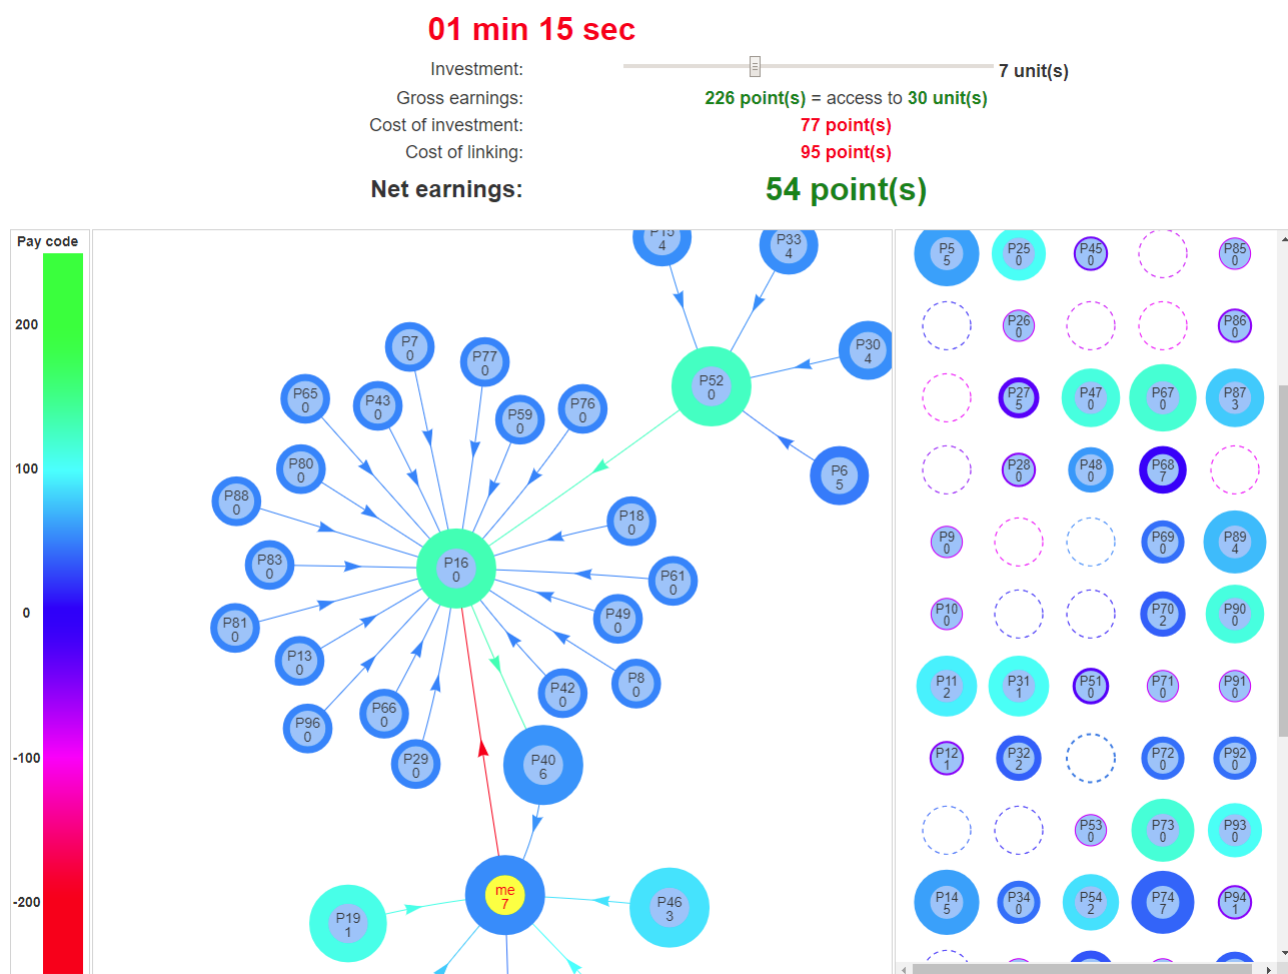 01 min 15 sec
Investment: 7 unit(s)
Gross earnings: 226 point(s) = access to 30 unit(s)
Cost of investment: 77 point(s)
Cost of linking: 95 point(s)
Net earnings: 54 point(s)
Pay code
200
100
0
-100
-200
P15
4
P33
4
P7
0
P77
0
P30
4
P52
0
P65
0
P43
0
P59
0
P76
0
P80
0
P6
5
P88
0
P18
0
P83
0
P16
0
P61
0
P49
0
P81
0
P13
0
P8
0
P42
0
P66
0
P96
0
P29
0
P40
6
me
7
P19
1
P46
3
P5
5
P25
0
P45
0
P85
0
P26
0
P86
0
P27
5
P47
0
P67
0
P87
3
P28
0
P48
0
P68
7
P9
0
P69
0
P89
4
P10
0
P70
2
P90
0
P11
2
P31
1
P51
0
P71
0
P91
0
P12
1
P32
2
P72
0
P92
0
P53
0
P73
0
P93
0
P14
5
P34
0
P54
2
P74
7
P94
1